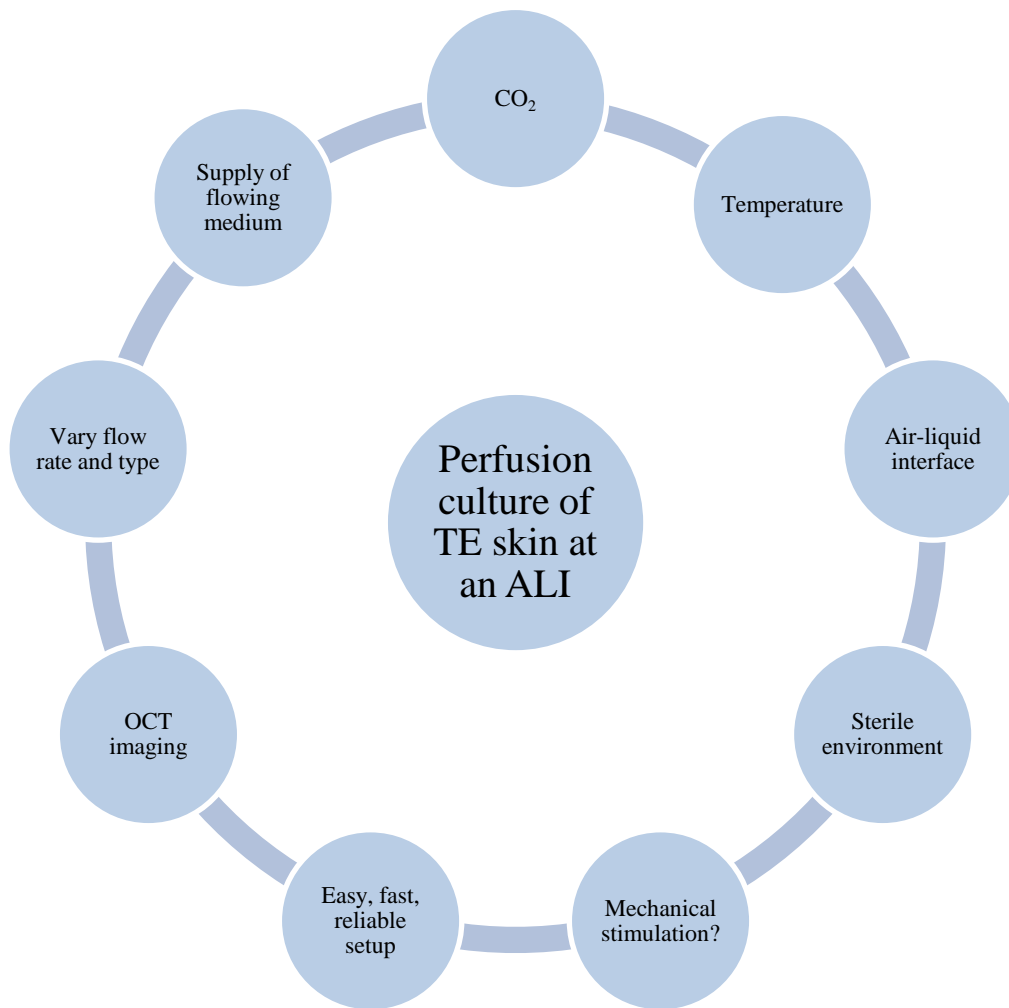 CO₂
Temperature
Air-liquid
interface
Sterile
environment
Mechanical
stimulation?
Easy, fast,
reliable
setup
OCT
imaging
Vary flow
rate and type
Supply of
flowing
medium
Perfusion
culture of
TE skin at
an ALI